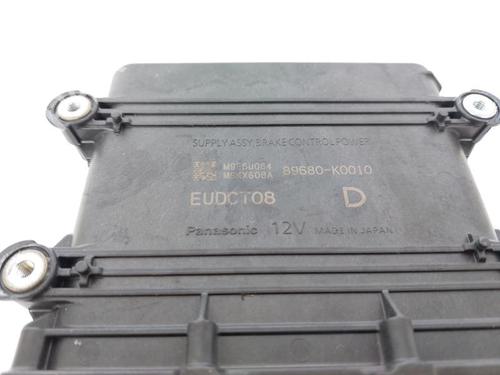 SUPPLY ASSY, BRAKE CONTROL POWER
89680-K0010
EUDCT08 D
Panasonic 12V MADE IN JAPAN